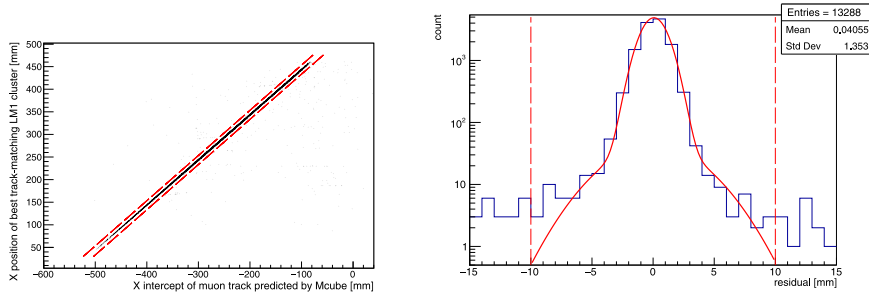 X position of best track-matching LM1 cluster [mm]
500
450
400
350
300
250
200
150
100
50
−600 −500 −400 −300 −200 −100 0
X intercept of muon track predicted by Mcube [mm]
count
10³
10²
10
1
−15 −10 −5 0 5 10 15
residual [mm]
Entries = 13288
Mean 0.04055
Std Dev 1.353